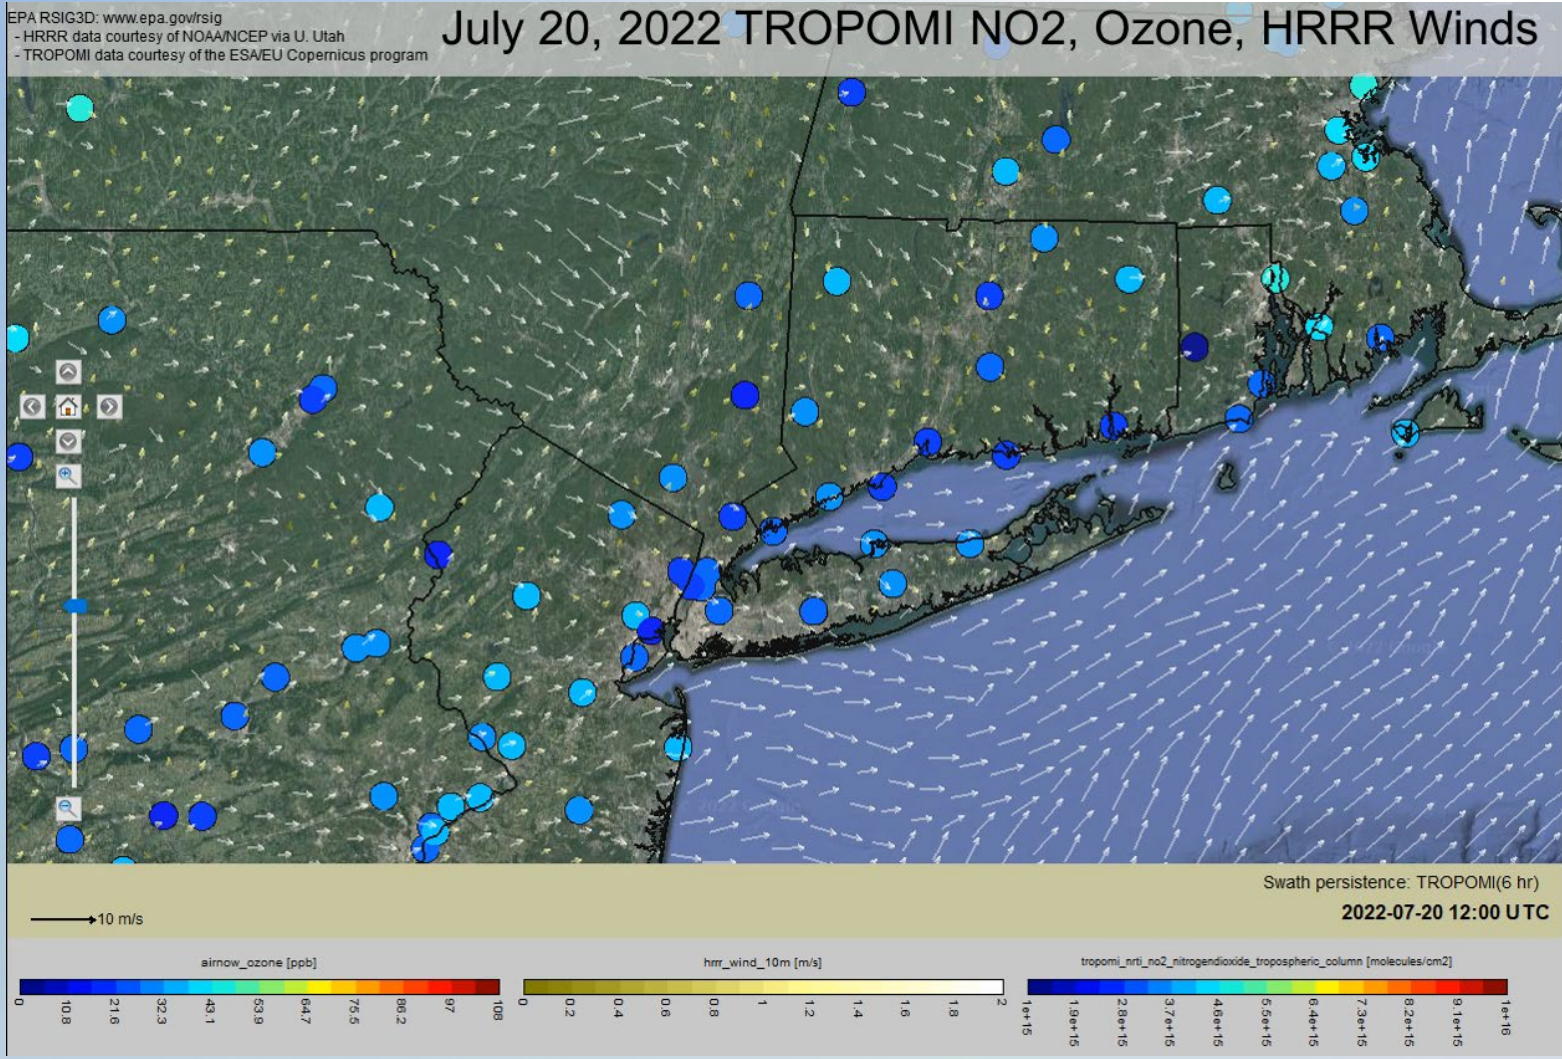 EPA RSIG3D: www.epa.gov/rsig
- HRRR data courtesy of NOAA/NCEP via U. Utah
- TROPOMI data courtesy of the ESA/EU Copernicus program
July 20, 2022 TROPOMI NO2, Ozone, HRRR Winds
Swath persistence: TROPOMI(6 hr)
10 m/s
2022-07-20 12:00 UTC
airnow_ozone [ppb]
0 10.8 21.6 32.3 43.1 53.9 64.7 75.5 86.2 97 108
hrrr_wind_10m [m/s]
0 0.2 0.4 0.6 0.8 1 1.2 1.4 1.6 1.8 2
tropomi_nrti_no2_nitrogendioxide_tropospheric_column [molecules/cm2]
1e+15 1.9e+15 2.8e+15 3.7e+15 4.6e+15 5.5e+15 6.4e+15 7.3e+15 8.2e+15 9.1e+15 1e+16